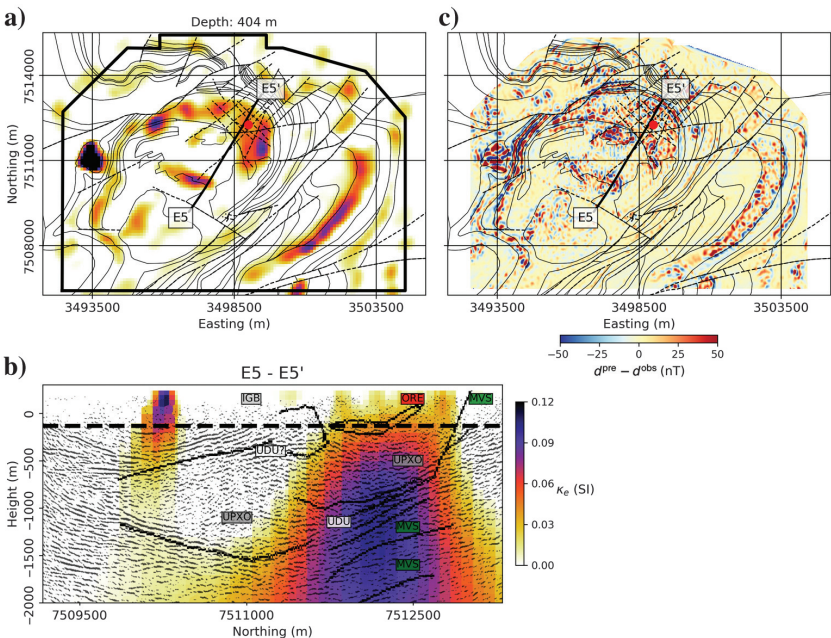 a)
Depth: 404 m
c)
Northing (m)
7514000
7511000
7508000
E5'
E5
3493500
3498500
3503500
Easting (m)
E5'
E5
3493500
3498500
3503500
Easting (m)
−50
−25
0
25
50
d^pre − d^obs (nT)
b)
E5 - E5'
Height (m)
0
−500
−1000
−1500
−2000
IGB
ORE
MVS
UDU?
UPXO
UPXO
UDU
MVS
MVS
7509500
7511000
7512500
Northing (m)
0.12
0.09
0.06
0.03
0.00
κ_e (SI)